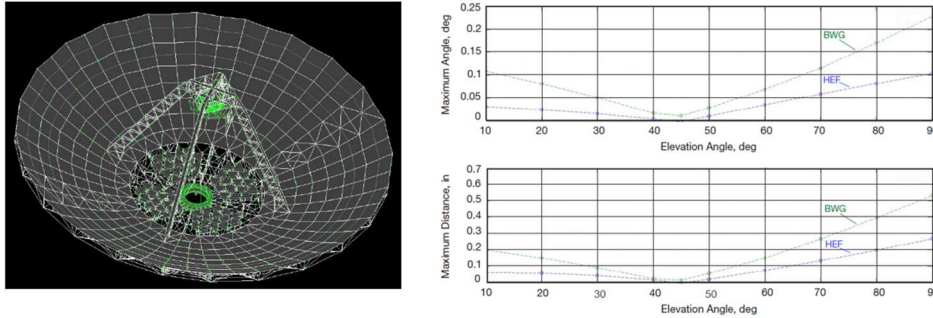 0.25
0.2
0.15
0.1
0.05
0
Maximum Angle, deg
BWG
HEF
10 20 30 40 50 60 70 80 9
Elevation Angle, deg
0.7
0.6
0.5
0.4
0.3
0.2
0.1
0
Maximum Distance, in
BWG
HEF
10 20 30 40 50 60 70 80 9
Elevation Angle, deg